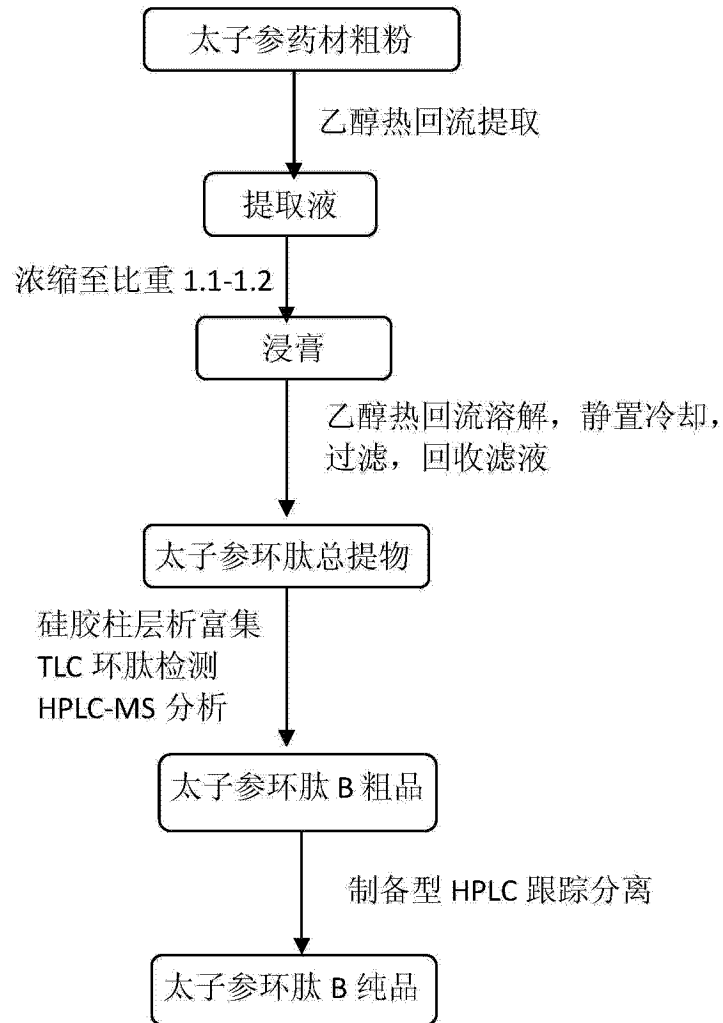 太子参药材粗粉
乙醇热回流提取
提取液
浓缩至比重 1.1-1.2
浸膏
乙醇热回流溶解，静置冷却，
过滤，回收滤液
太子参环肽总提物
硅胶柱层析富集
TLC 环肽检测
HPLC-MS 分析
太子参环肽 B 粗品
制备型 HPLC 跟踪分离
太子参环肽 B 纯品